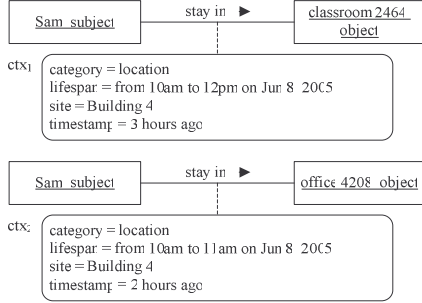 Sam subject
stay in
classroom 2464
object
ctx1
category = location
lifespan = from 10am to 12pm on Jun 8 2005
site = Building 4
timestamp = 3 hours ago
Sam subject
stay in
office 4208 object
ctx2
category = location
lifespan = from 10am to 11am on Jun 8 2005
site = Building 4
timestamp = 2 hours ago